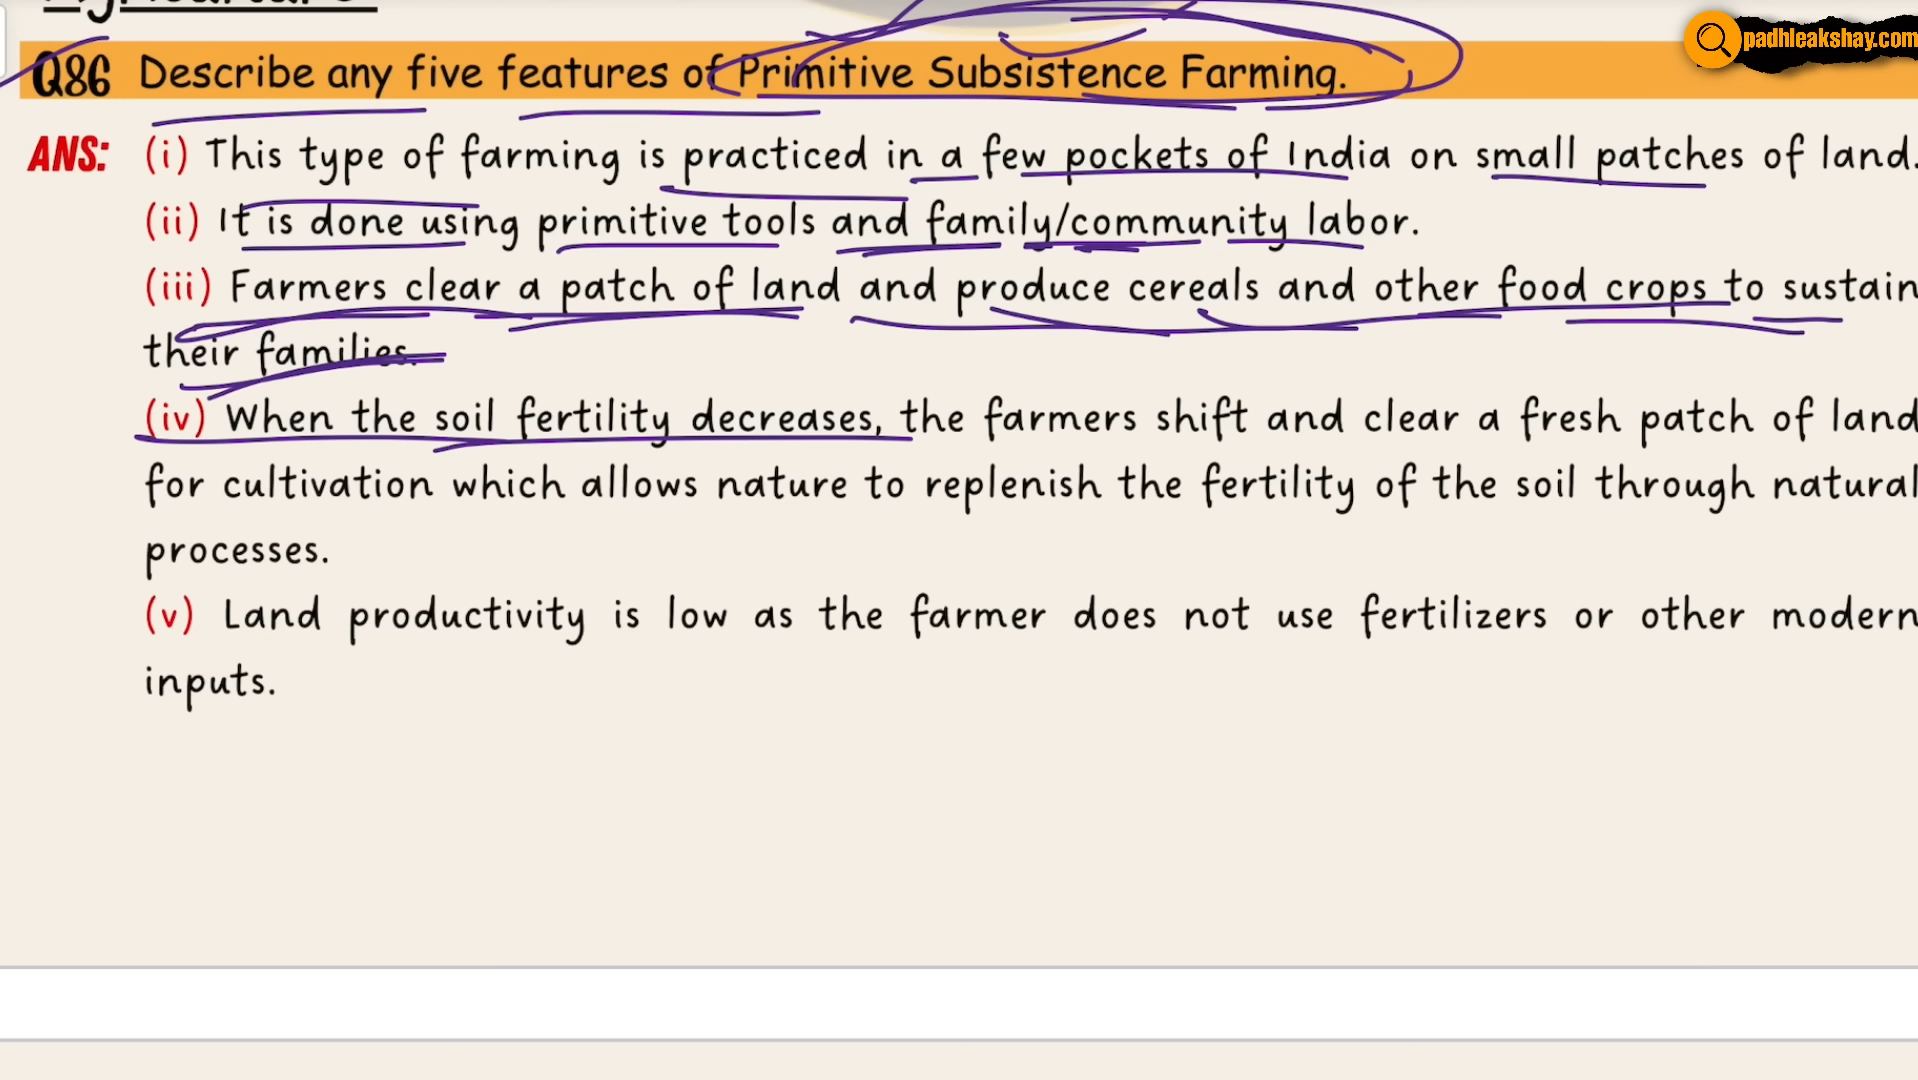 padhleakshay.com
Q86 Describe any five features of Primitive Subsistence Farming.
ANS: (i) This type of farming is practiced in a few pockets of India on small patches of land.
(ii) It is done using primitive tools and family/community labor.
(iii) Farmers clear a patch of land and produce cereals and other food crops to sustain
their families.
(iv) When the soil fertility decreases, the farmers shift and clear a fresh patch of land
for cultivation which allows nature to replenish the fertility of the soil through natural
processes.
(v) Land productivity is low as the farmer does not use fertilizers or other modern
inputs.